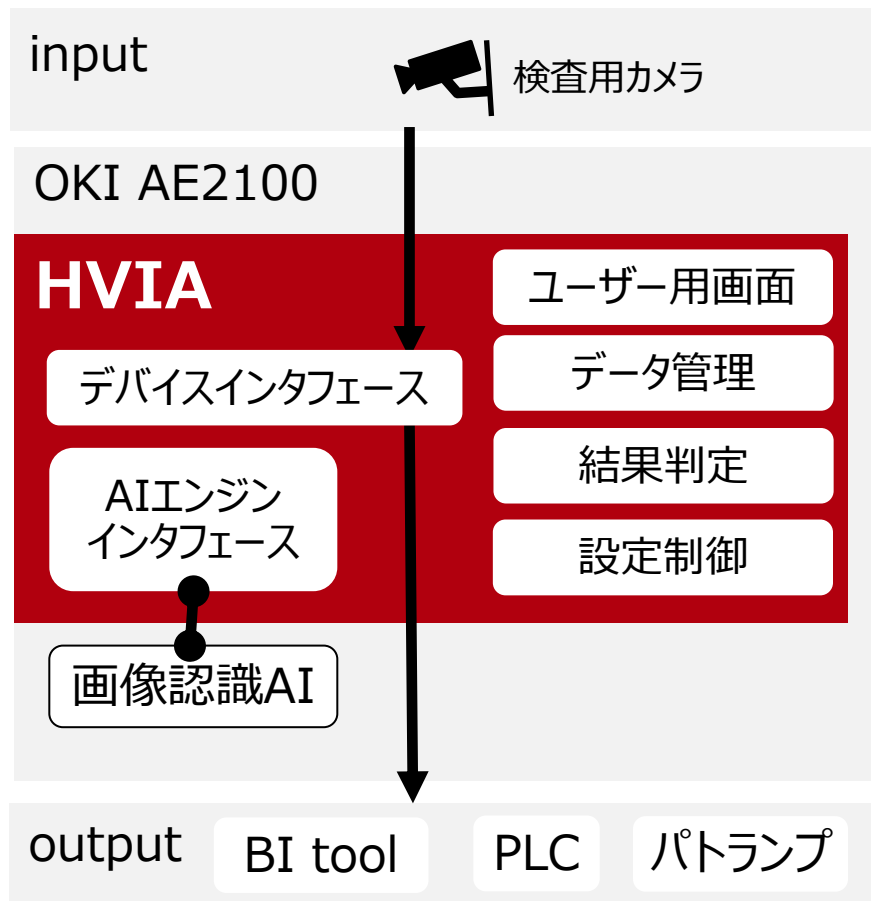 input
検査用カメラ
OKI AE2100
HVIA
ユーザー用画面
データ管理
デバイスインタフェース
結果判定
AIエンジン
インタフェース
設定制御
画像認識AI
output
BI tool
PLC
パトランプ